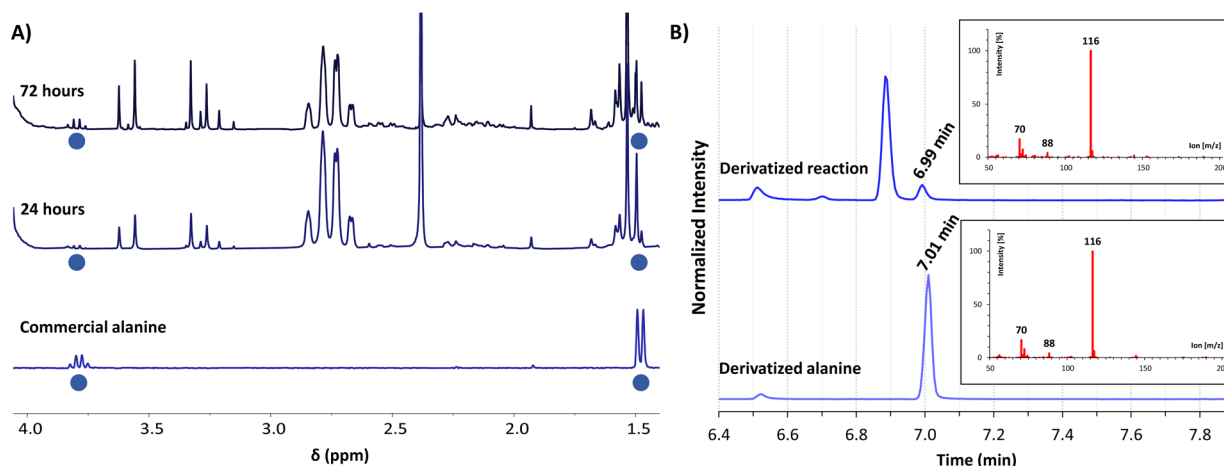 A)
72 hours
24 hours
Commercial alanine
4.0 3.5 3.0 2.5 2.0 1.5
δ (ppm)
B)
Normalized Intensity
Derivatized reaction
6.99 min
Intensity [%]
100
50
0
116
70
88
Ion [m/z]
50 100 150 200
Derivatized alanine
7.01 min
Intensity [%]
100
50
0
116
70
88
Ion [m/z]
50 100 150 200
6.4 6.6 6.8 7.0 7.2 7.4 7.6 7.8
Time (min)